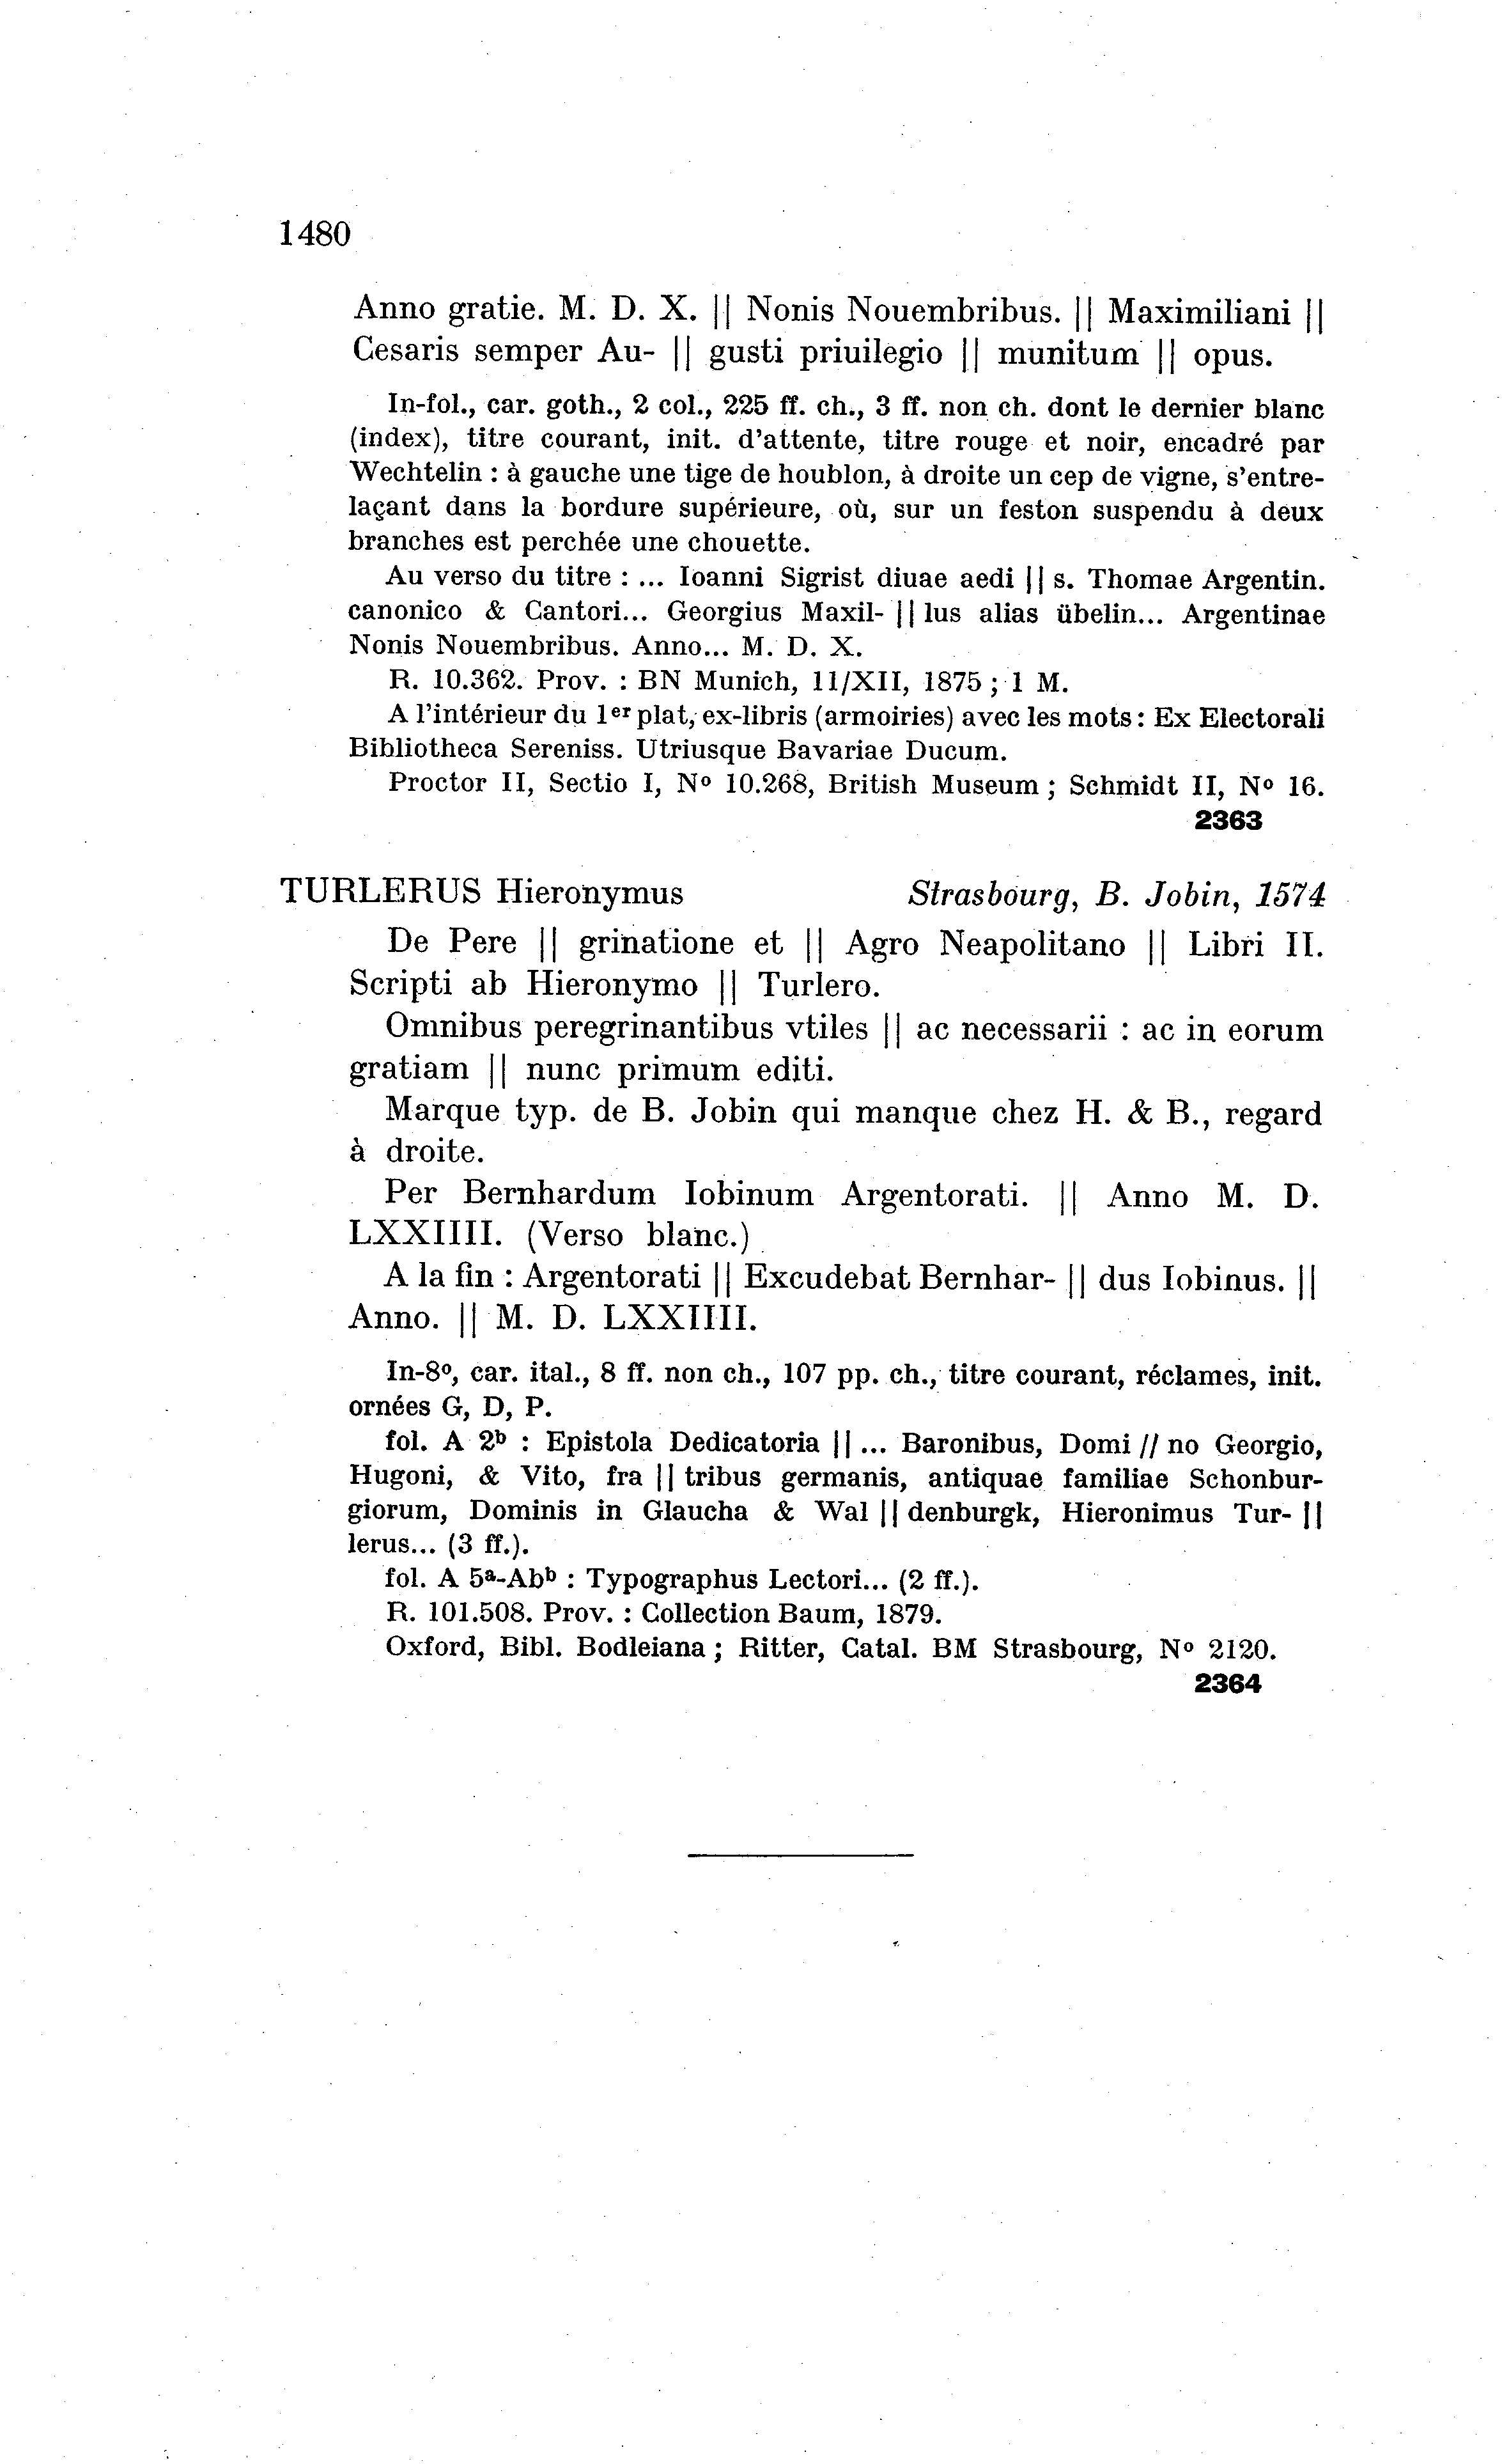 1480
Anno gratie. M. D. X. || Nonis Nouembribus. || Maximiliani ||
Cesaris semper Au- || gusti priuilegio || munitum || opus.
In-fol., car. goth., 2 col., 225 ff. ch., 3 ff. non ch. dont le dernier blanc
(index), titre courant, init. d'attente, titre rouge et noir, encadré par
Wechtelin : à gauche une tige de houblon, à droite un cep de vigne, s'entre-
laçant dans la bordure supérieure, où, sur un feston suspendu à deux
branches est perchée une chouette.
Au verso du titre : ... Ioanni Sigrist diuae aedi || s. Thomae Argentin.
canonico & Cantori... Georgius Maxil- || lus alias übelin... Argentinae
Nonis Nouembribus. Anno... M. D. X.
R. 10.362. Prov. : BN Munich, 11/XII, 1875 ; 1 M.
A l'intérieur du 1er plat, ex-libris (armoiries) avec les mots : Ex Electorali
Bibliotheca Sereniss. Utriusque Bavariae Ducum.
Proctor II, Sectio I, Nº 10.268, British Museum ; Schmidt II, Nº 16.
2363
TURLERUS Hieronymus Strasbourg, B. Jobin, 1574
De Pere || grinatione et || Agro Neapolitano || Libri II.
Scripti ab Hieronymo || Turlero.
Omnibus peregrinantibus vtiles || ac necessarii : ac in eorum
gratiam || nunc primum editi.
Marque typ. de B. Jobin qui manque chez H. & B., regard
à droite.
Per Bernhardum Iobinum Argentorati. || Anno M. D.
LXXIIII. (Verso blanc.)
A la fin : Argentorati || Excudebat Bernhar- || dus Iobinus. ||
Anno. || M. D. LXXIIII.
In-8º, car. ital., 8 ff. non ch., 107 pp. ch., titre courant, réclames, init.
ornées G, D, P.
fol. A 2b : Epistola Dedicatoria || ... Baronibus, Domi // no Georgio,
Hugoni, & Vito, fra || tribus germanis, antiquae familiae Schonbur-
giorum, Dominis in Glaucha & Wal || denburgk, Hieronimus Tur- ||
lerus... (3 ff.).
fol. A 5a-Abb : Typographus Lectori... (2 ff.).
R. 101.508. Prov. : Collection Baum, 1879.
Oxford, Bibl. Bodleiana ; Ritter, Catal. BM Strasbourg, Nº 2120.
2364